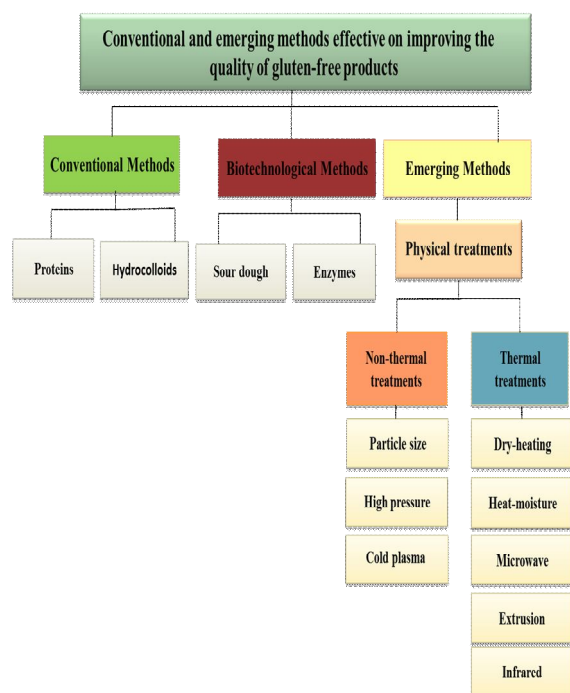 Conventional and emerging methods effective on improving the
quality of gluten-free products
Conventional Methods
Biotechnological Methods
Emerging Methods
Proteins
Hydrocolloids
Sour dough
Enzymes
Physical treatments
Non-thermal
treatments
Thermal
treatments
Particle size
High pressure
Cold plasma
Dry-heating
Heat-moisture
Microwave
Extrusion
Infrared